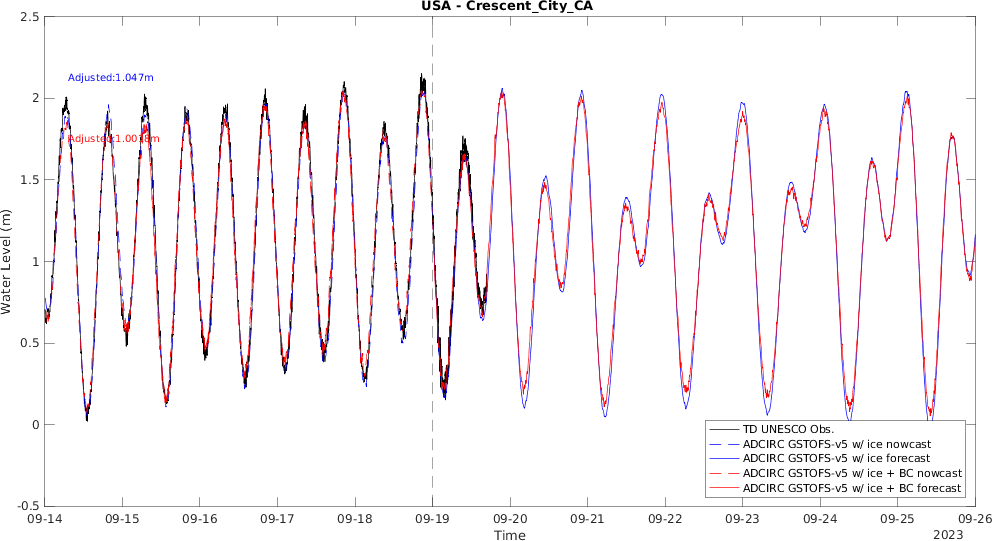 USA - Crescent_City_CA
2.5
2
1.5
1
0.5
0
-0.5
Water Level (m)
Adjusted:1.047m
TD UNESCO Obs.
ADCIRC GSTOFS-v5 w/ ice nowcast
ADCIRC GSTOFS-v5 w/ ice forecast
ADCIRC GSTOFS-v5 w/ ice + BC nowcast
ADCIRC GSTOFS-v5 w/ ice + BC forecast
09-14 09-15 09-16 09-17 09-18 09-19 09-20 09-21 09-22 09-23 09-24 09-25 09-26
Time
2023